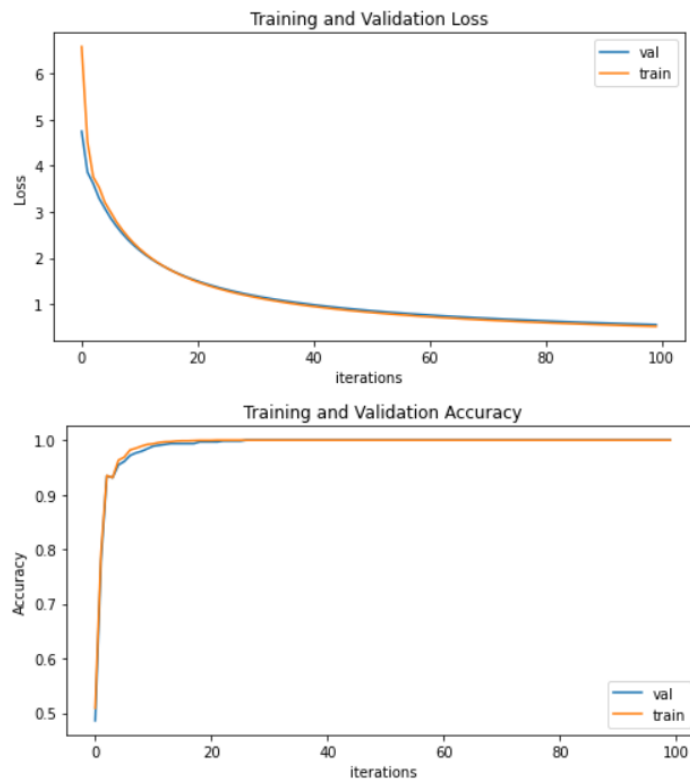 Training and Validation Loss
val
train
6
5
4
3
2
1
Loss
0 20 40 60 80 100
iterations
Training and Validation Accuracy
1.0
0.9
0.8
0.7
0.6
0.5
Accuracy
val
train
0 20 40 60 80 100
iterations